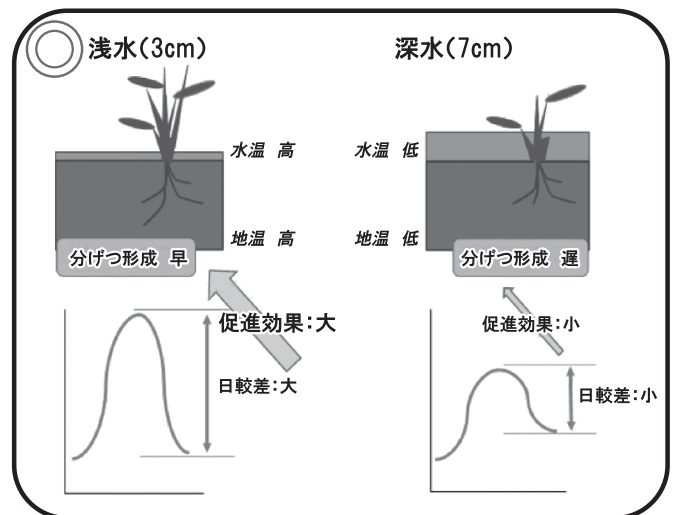 浅水(3cm)
深水(7cm)
水温 高
水温 低
地温 高
地温 低
分げつ形成 早
分げつ形成 遅
促進効果:大
促進効果:小
日較差:大
日較差:小